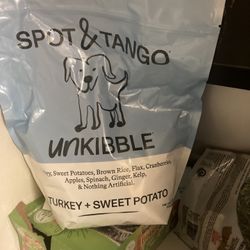 SPOT & TANGO
UNKIBBLE
Sweet Potatoes, Brown Rice, Flax, Cranberries,
Apples, Spinach, Ginger, Kelp,
& Nothing Artificial.
TURKEY + SWEET POTATO